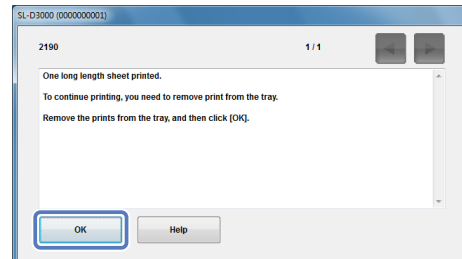 SL-D3000 (0000000001)
2190 1 / 1
One long length sheet printed.
To continue printing, you need to remove print from the tray.
Remove the prints from the tray, and then click [OK].
OK Help